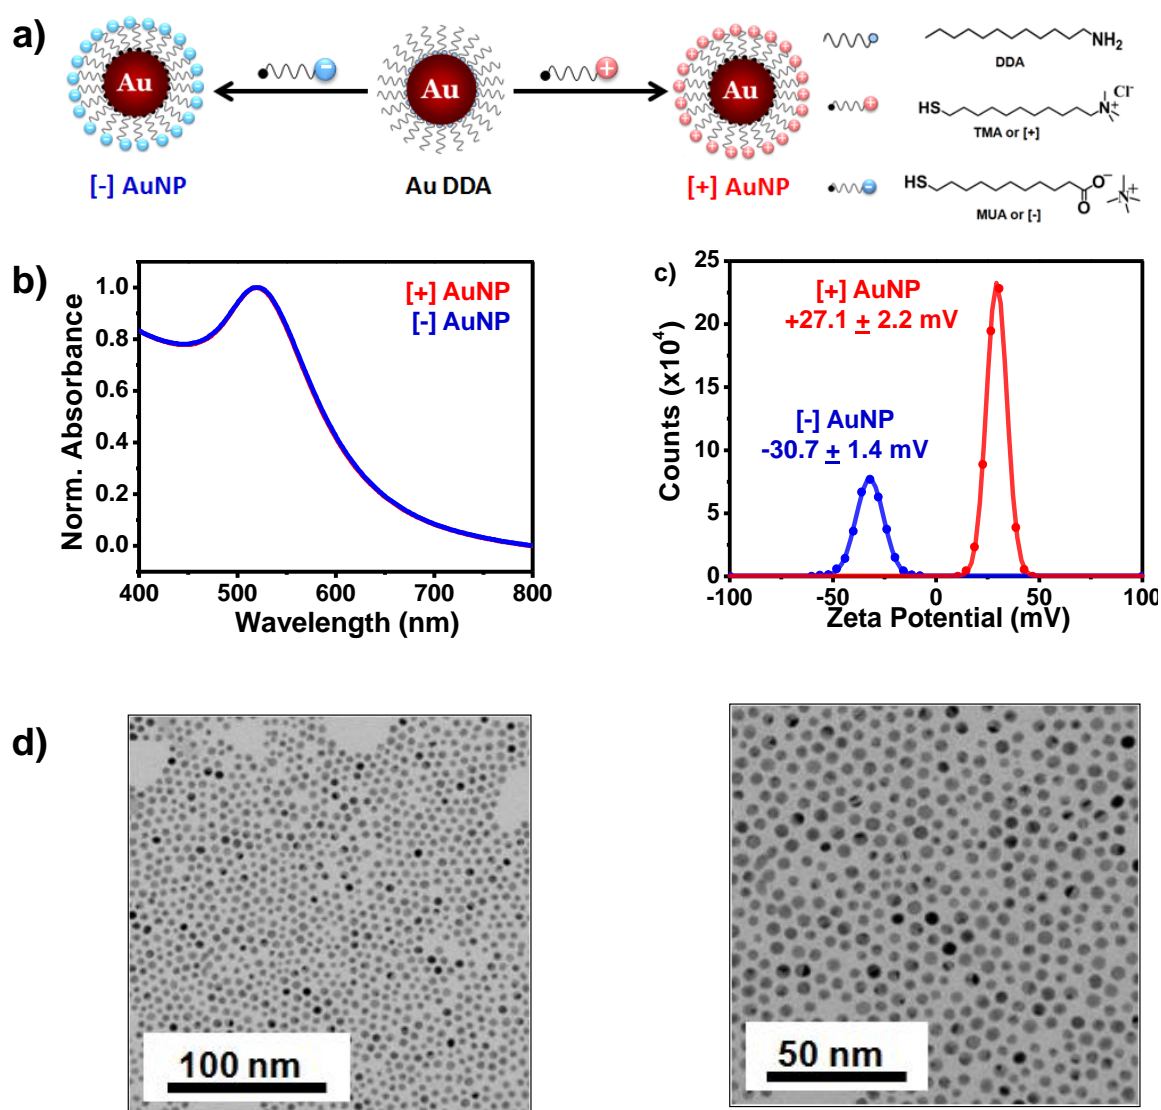 a)
Au
Au
Au
[-] AuNP
Au DDA
[+] AuNP
NH2
DDA
HS
N+
Cl-
TMA or [+]
HS
O−
O
N+
MUA or [-]
b)
[+] AuNP
[-] AuNP
Norm. Absorbance
1.0
0.8
0.6
0.4
0.2
0.0
400 500 600 700 800
Wavelength (nm)
c)
[+] AuNP
+27.1 ± 2.2 mV
[-] AuNP
-30.7 ± 1.4 mV
Counts (x10⁴)
25
20
15
10
5
0
-100 -50 0 50 100
Zeta Potential (mV)
d)
100 nm
50 nm